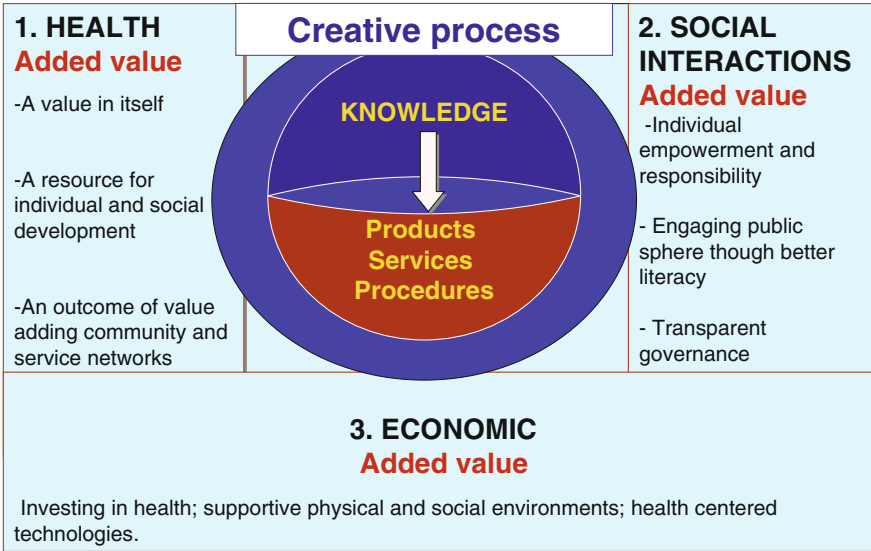 1. HEALTH
Added value
-A value in itself
-A resource for
individual and social
development
-An outcome of value
adding community and
service networks
Creative process
KNOWLEDGE
Products
Services
Procedures
2. SOCIAL
INTERACTIONS
Added value
-Individual
empowerment and
responsibility
- Engaging public
sphere though better
literacy
- Transparent
governance
3. ECONOMIC
Added value
Investing in health; supportive physical and social environments; health centered
technologies.